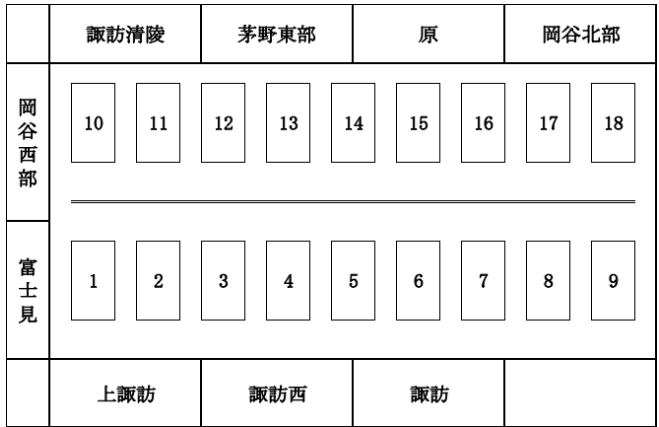 諏訪清陵 茅野東部 原 岡谷北部
岡谷西部
10 11 12 13 14 15 16 17 18
富士見
1 2 3 4 5 6 7 8 9
上諏訪 諏訪西 諏訪